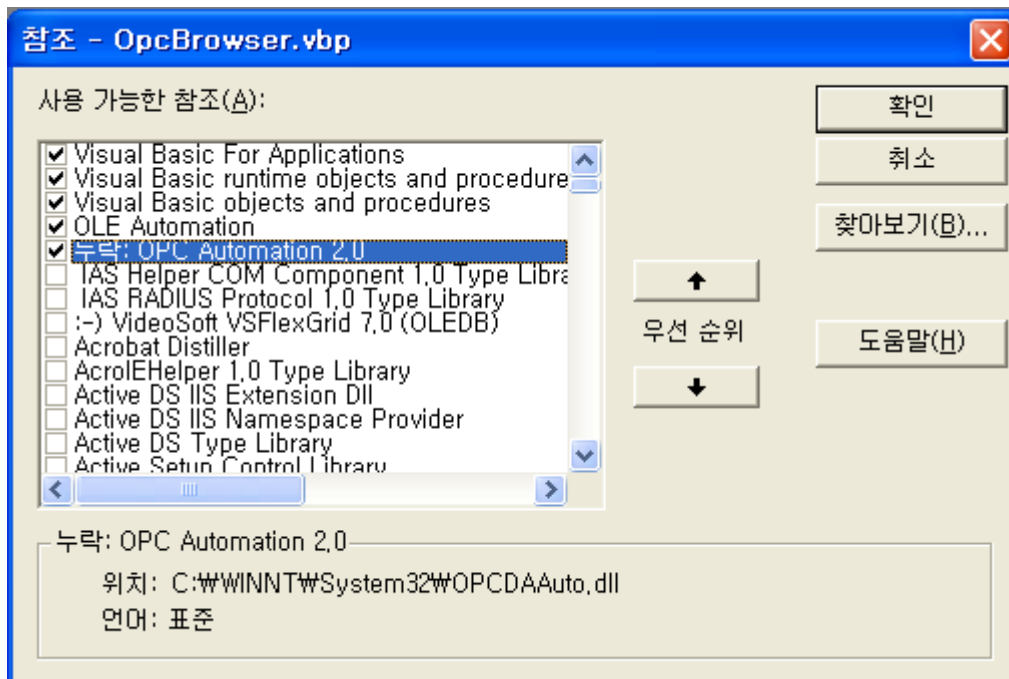 참조 - OpcBrowser.vbp
사용 가능한 참조(A):
Visual Basic For Applications
Visual Basic runtime objects and procedure
Visual Basic objects and procedures
OLE Automation
누락: OPC Automation 2.0
IAS Helper COM Component 1.0 Type Libra
IAS RADIUS Protocol 1.0 Type Library
:-) VideoSoft VSFlexGrid 7.0 (OLEDB)
Acrobat Distiller
AcroIEHelper 1.0 Type Library
Active DS IIS Extension Dll
Active DS IIS Namespace Provider
Active DS Type Library
Active Setup Control Library
우선 순위
확인
취소
찾아보기(B)...
도움말(H)
누락: OPC Automation 2.0
위치: C:₩WINNT₩System32₩OPCDAAuto.dll
언어: 표준